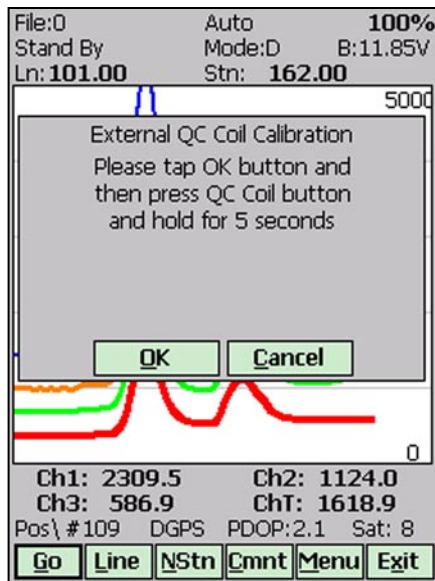 File:0 Auto 100%
Stand By Mode:D B:11.85V
Ln:101.00 Stn: 162.00
5000
External QC Coil Calibration
Please tap OK button and
then press QC Coil button
and hold for 5 seconds
OK Cancel
0
Ch1: 2309.5 Ch2: 1124.0
Ch3: 586.9 ChT: 1618.9
Pos\ #109 DGPS PDOP:2.1 Sat: 8
Go Line NStn Cmnt Menu Exit